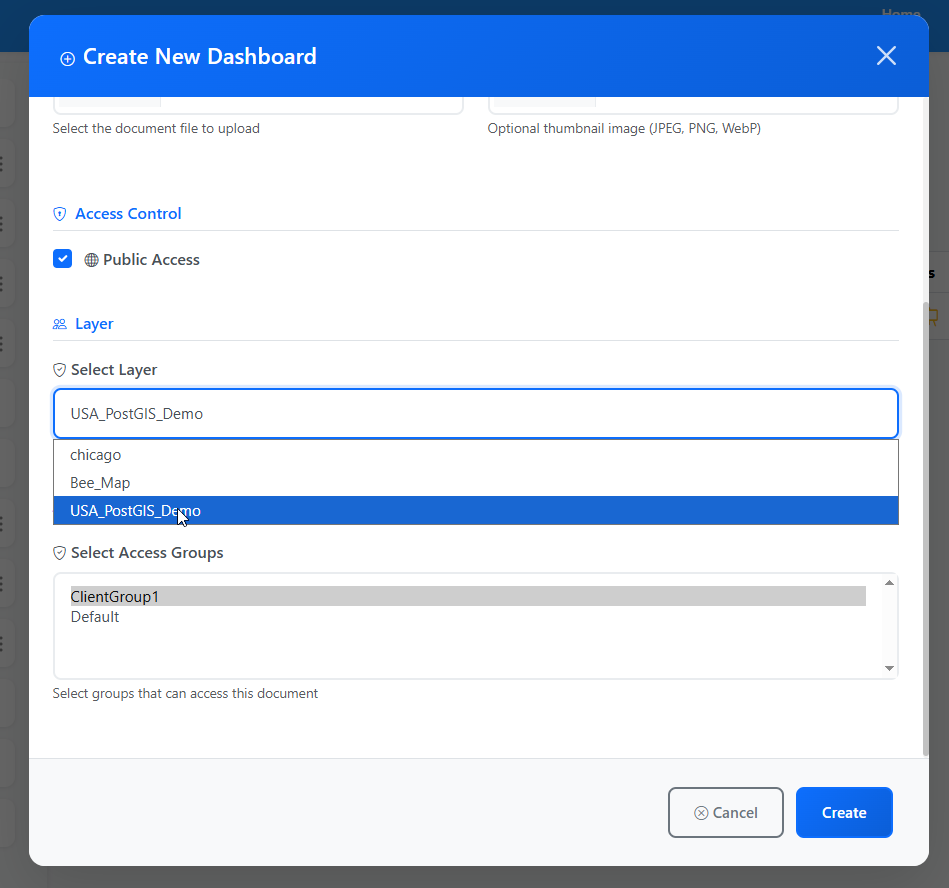 Home
Create New Dashboard
Select the document file to upload
Optional thumbnail image (JPEG, PNG, WebP)
Access Control
Public Access
Layer
Select Layer
USA_PostGIS_Demo
chicago
Bee_Map
USA_PostGIS_Demo
Select Access Groups
ClientGroup1
Default
Select groups that can access this document
Cancel
Create